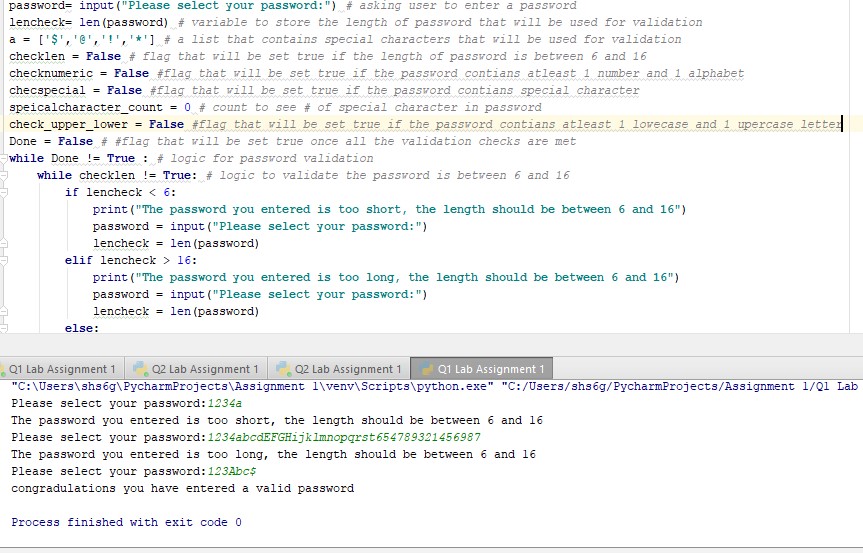 password= input("Please select your password:") # asking user to enter a password
lencheck= len(password) # variable to store the length of password that will be used for validation
a = ['$','@','!','*'] # a list that contains special characters that will be used for validation
checklen = False # flag that will be set true if the length of password is between 6 and 16
checknumeric = False #flag that will be set true if the password contians atleast 1 number and 1 alphabet
checspecial = False #flag that will be set true if the password contians special character
speicalcharacter_count = 0 # count to see # of special character in password
check_upper_lower = False #flag that will be set true if the password contians atleast 1 lovecase and 1 upercase letter
Done = False # #flag that will be set true once all the validation checks are met
while Done != True : # logic for password validation
    while checklen != True: # logic to validate the password is between 6 and 16
        if lencheck < 6:
            print("The password you entered is too short, the length should be between 6 and 16")
            password = input("Please select your password:")
            lencheck = len(password)
        elif lencheck > 16:
            print("The password you entered is too long, the length should be between 6 and 16")
            password = input("Please select your password:")
            lencheck = len(password)
        else:
Q1 Lab Assignment 1 Q2 Lab Assignment 1 Q2 Lab Assignment 1 Q1 Lab Assignment 1
"C:\Users\shs6g\PycharmProjects\Assignment 1\venv\Scripts\python.exe" "C:/Users/shs6g/PycharmProjects/Assignment 1/Q1 Lab
Please select your password:1234a
The password you entered is too short, the length should be between 6 and 16
Please select your password:1234abcdEFGHijklmnopqrst654789321456987
The password you entered is too long, the length should be between 6 and 16
Please select your password:123Abc$
congradulations you have entered a valid password
Process finished with exit code 0